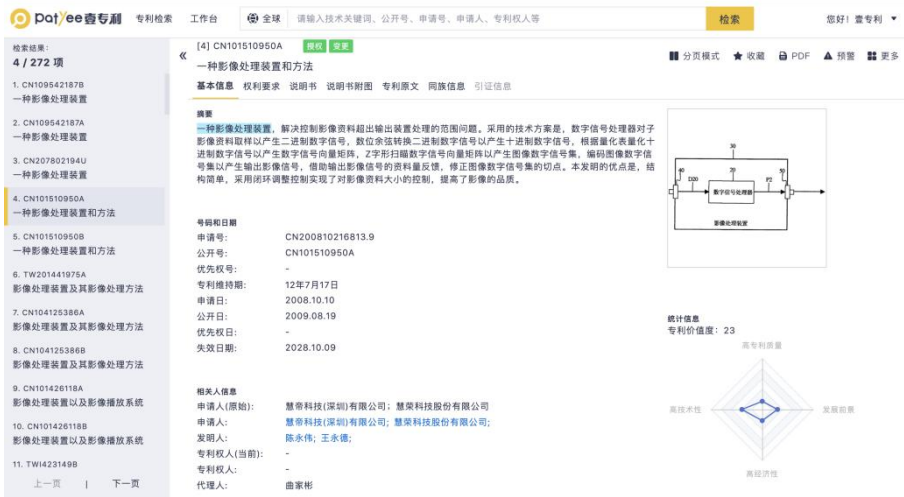 patyee壹专利 专利检索 工作台 全球 请输入技术关键词、公开号、申请号、申请人、专利权人等 检索 您好！壹专利
检索结果:
4 / 272 项
1. CN109542187B
一种影像处理装置
2. CN109542187A
一种影像处理装置
3. CN207802194U
一种影像处理装置
4. CN101510950A
一种影像处理装置和方法
5. CN101510950B
一种影像处理装置和方法
6. TW201441975A
影像处理装置及其影像处理方法
7. CN104125386A
影像处理装置及其影像处理方法
8. CN104125386B
影像处理装置及其影像处理方法
9. CN101426118A
影像处理装置以及影像播放系统
10. CN101426118B
影像处理装置以及影像播放系统
11. TWI423149B
上一页 | 下一页
[4] CN101510950A 授权 变更
一种影像处理装置和方法
分页模式 收藏 PDF 预警 更多
基本信息 权利要求 说明书 说明书附图 专利原文 同族信息 引证信息
摘要
一种影像处理装置，解决控制影像资料超出输出装置处理的范围问题。采用的技术方案是，数字信号处理器对子
影像资料取样以产生二进制数字信号，数位余弦转换二进制数字信号以产生十进制数字信号，根据量化表量化十
进制数字信号以产生数字信号向量矩阵，Z字形扫瞄数字信号向量矩阵以产生图像数字信号集，编码图像数字信
号集以产生输出影像信号，借助输出影像信号的资料量反馈，修正图像数字信号集的切点。本发明的优点是，结
构简单，采用闭环调整控制实现了对影像资料大小的控制，提高了影像的品质。
30
40 20 50
D20 数字信号处理器 P2
影像处理装置
号码和日期
申请号: CN200810216813.9
公开号: CN101510950A
优先权号: -
专利维持期: 12年7月17日
申请日: 2008.10.10
公开日: 2009.08.19
优先权日: -
失效日期: 2028.10.09
统计信息
专利价值度: 23
高专利质量
高技术性 发展前景
高经济性
相关人信息
申请人(原始): 慧帝科技(深圳)有限公司; 慧荣科技股份有限公司
申请人: 慧帝科技(深圳)有限公司; 慧荣科技股份有限公司;
发明人: 陈永伟; 王永德;
专利权人(当前): -
专利权人: -
代理人: 曲家彬